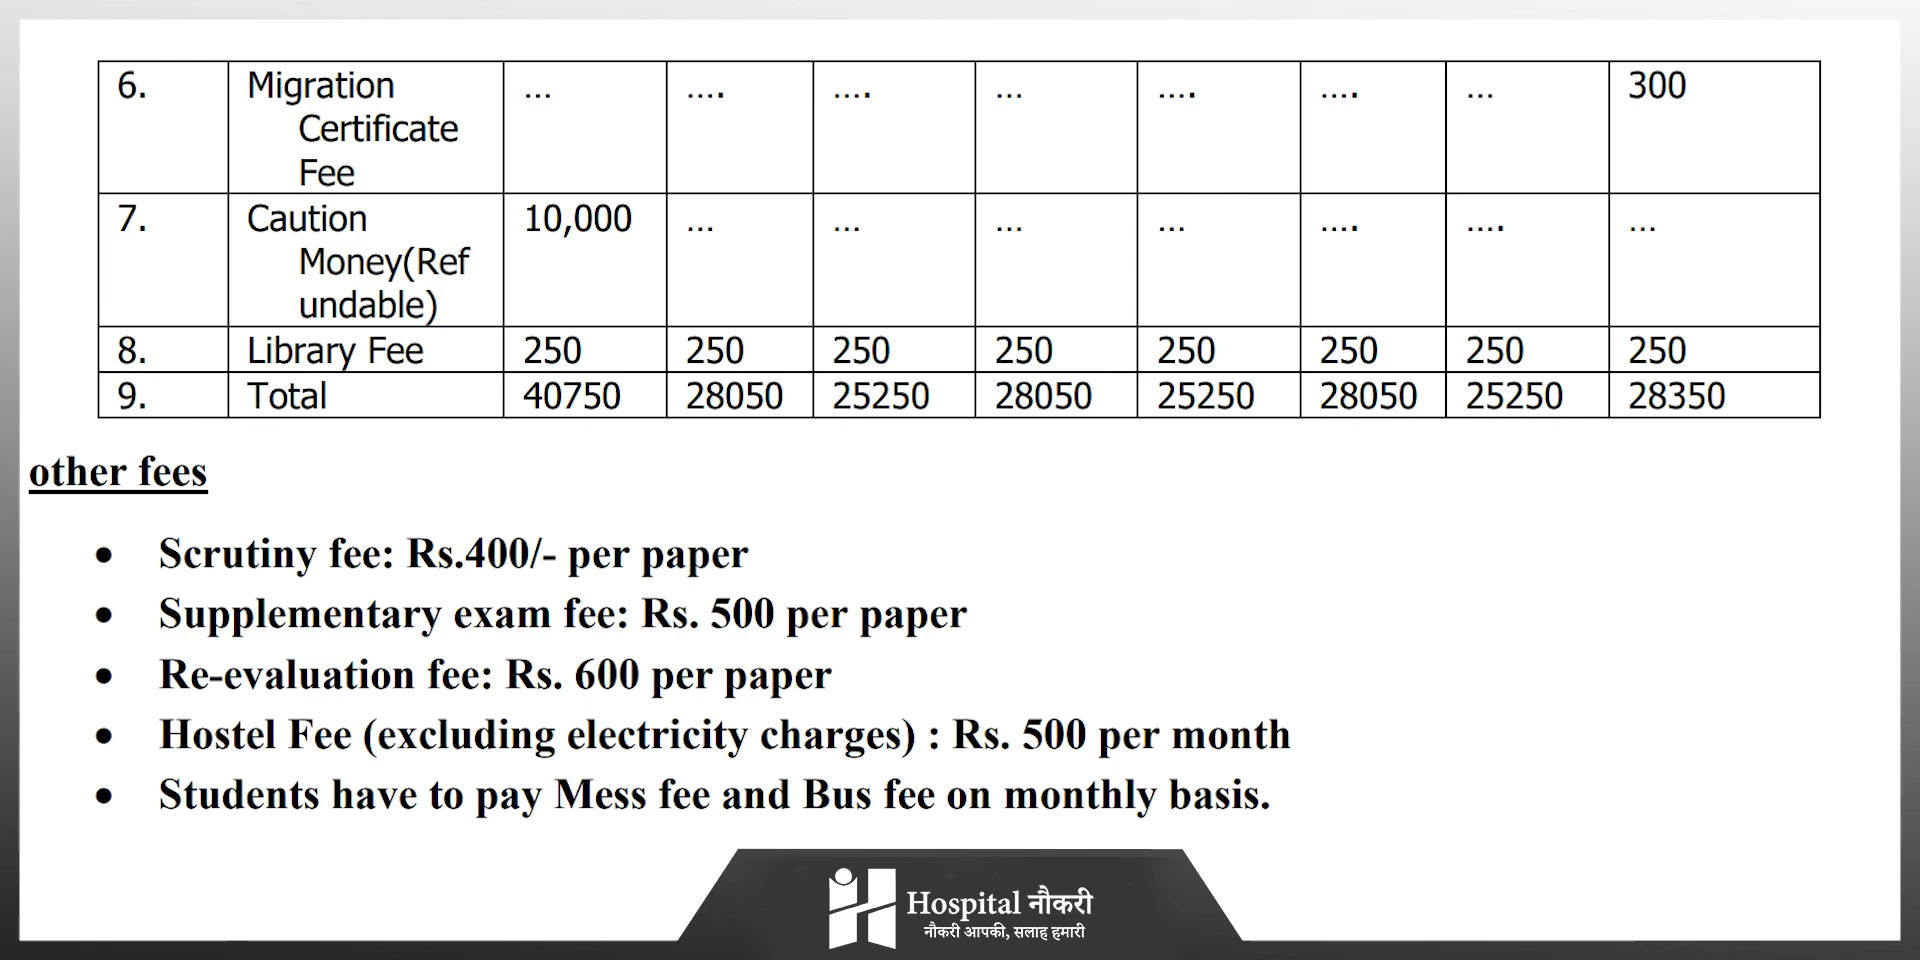 6. Migration Certificate Fee ... .... .... ... .... .... ... 300
7. Caution Money(Refundable) 10,000 ... ... ... ... .... .... ...
8. Library Fee 250 250 250 250 250 250 250 250
9. Total 40750 28050 25250 28050 25250 28050 25250 28350
other fees
• Scrutiny fee: Rs.400/- per paper
• Supplementary exam fee: Rs. 500 per paper
• Re-evaluation fee: Rs. 600 per paper
• Hostel Fee (excluding electricity charges) : Rs. 500 per month
• Students have to pay Mess fee and Bus fee on monthly basis.
Hospital नौकरी
नौकरी आपकी, सलाह हमारी